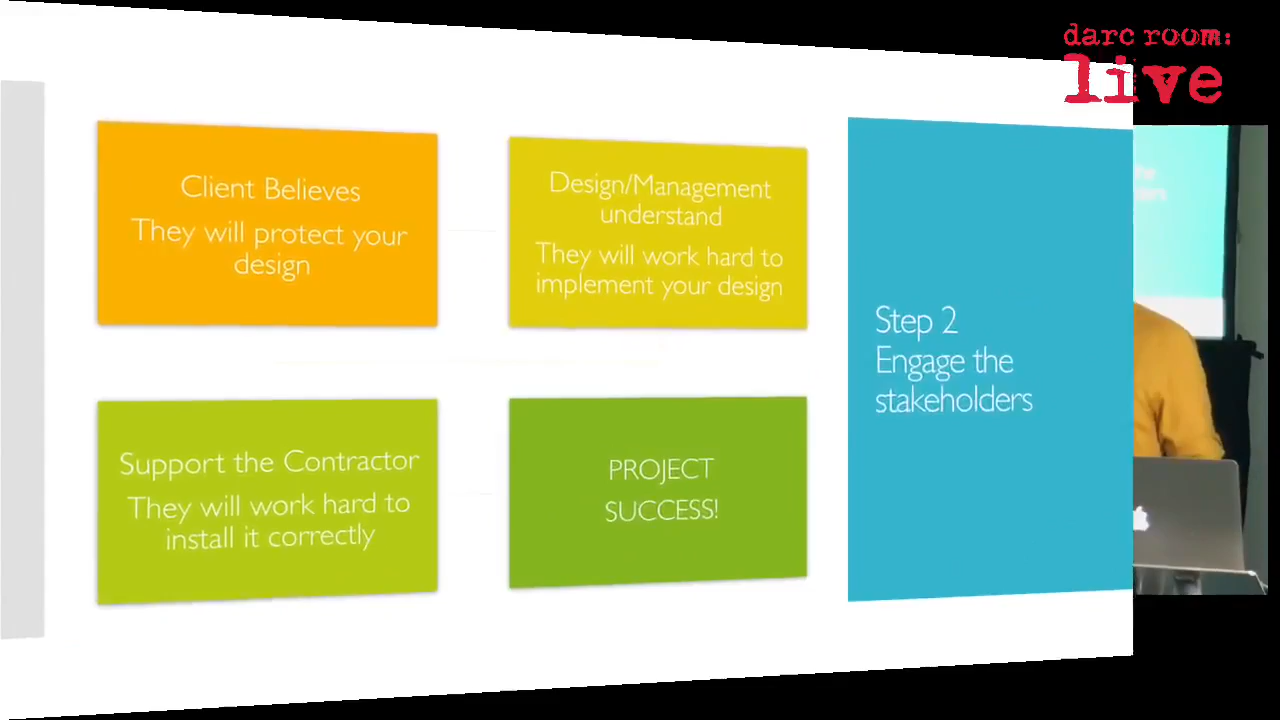 darc room:
live
Client Believes
They will protect your
design
Design/Management
understand
They will work hard to
implement your design
Support the Contractor
They will work hard to
install it correctly
PROJECT
SUCCESS!
Step 2
Engage the
stakeholders